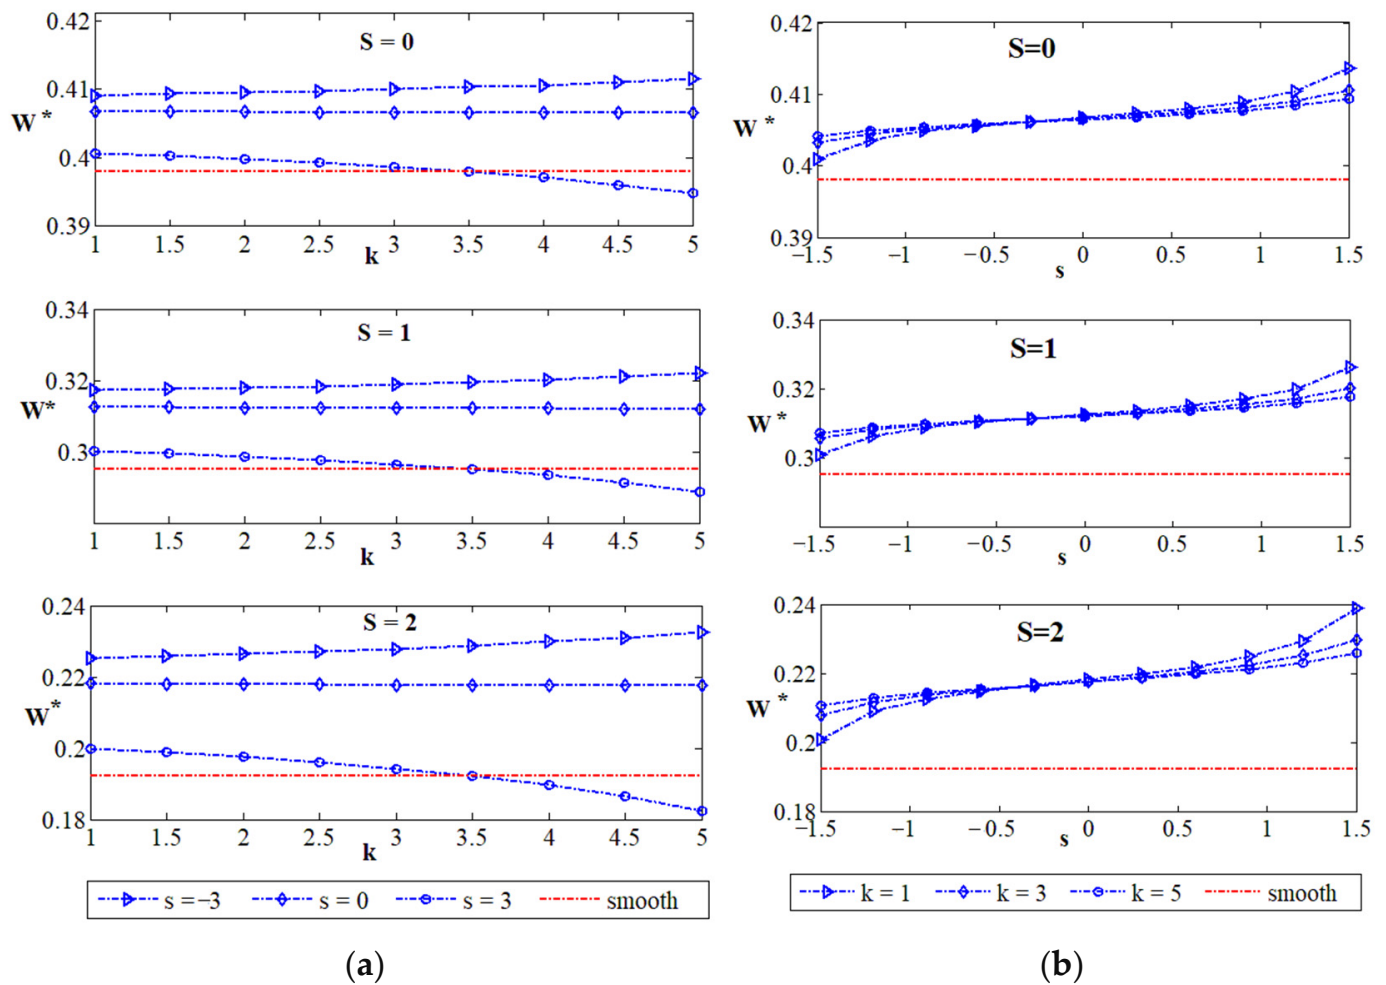 0.42
S = 0
0.41
W*
0.4
0.39
1 1.5 2 2.5 3 3.5 4 4.5 5
k
0.34
S = 1
0.32
W*
0.3
1 1.5 2 2.5 3 3.5 4 4.5 5
k
0.24
S = 2
0.22
W*
0.2
0.18
1 1.5 2 2.5 3 3.5 4 4.5 5
k
s =−3 s = 0 s = 3 smooth
(a)
0.42
S=0
0.41
W*
0.4
0.39
−1.5 −1 −0.5 0 0.5 1 1.5
s
0.34
S=1
0.32
W*
0.3
−1.5 −1 −0.5 0 0.5 1 1.5
s
0.24
S=2
0.22
W*
0.2
0.18
−1.5 −1 −0.5 0 0.5 1 1.5
s
k = 1 k = 3 k = 5 smooth
(b)